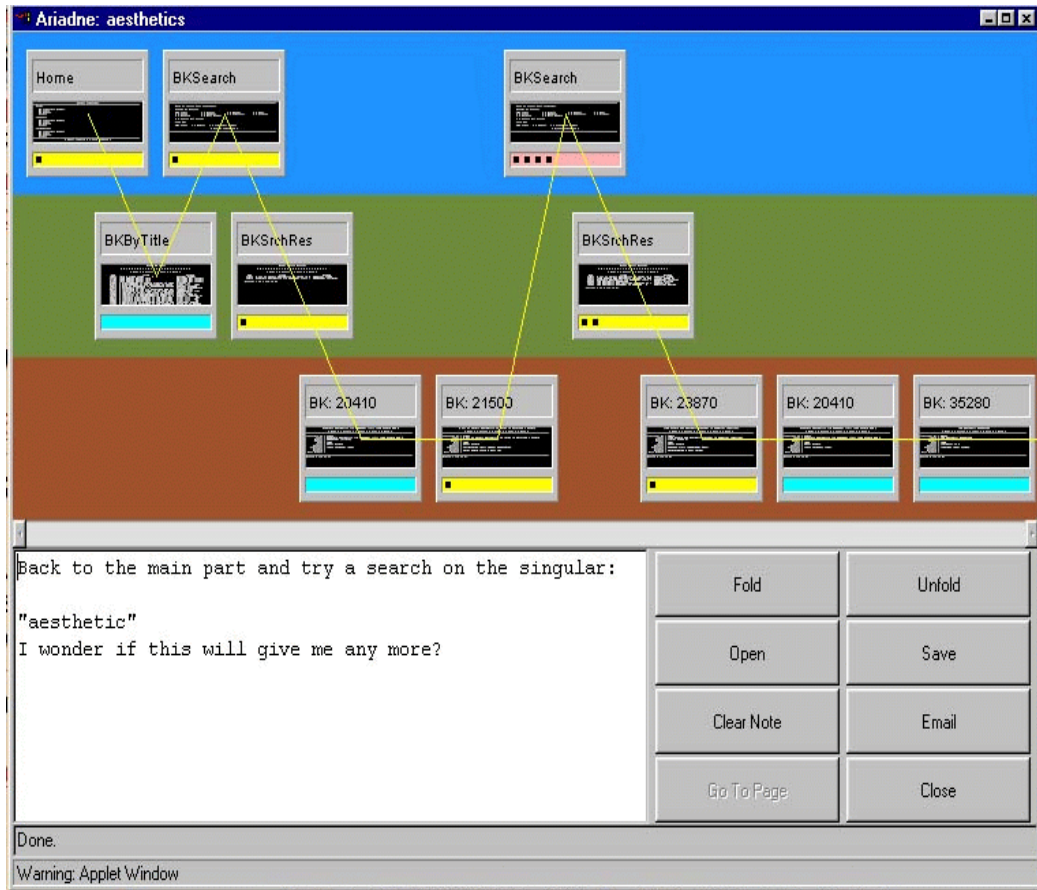 Ariadne: aesthetics
Home
BKSearch
BKSearch
BKByTitle
BKSrchRes
BKSrchRes
BK: 20410
BK: 21500
BK: 23870
BK: 20410
BK: 35280
Back to the main part and try a search on the singular:
"aesthetic"
I wonder if this will give me any more?
Fold
Unfold
Open
Save
Clear Note
Email
Go To Page
Close
Done.
Warning: Applet Window